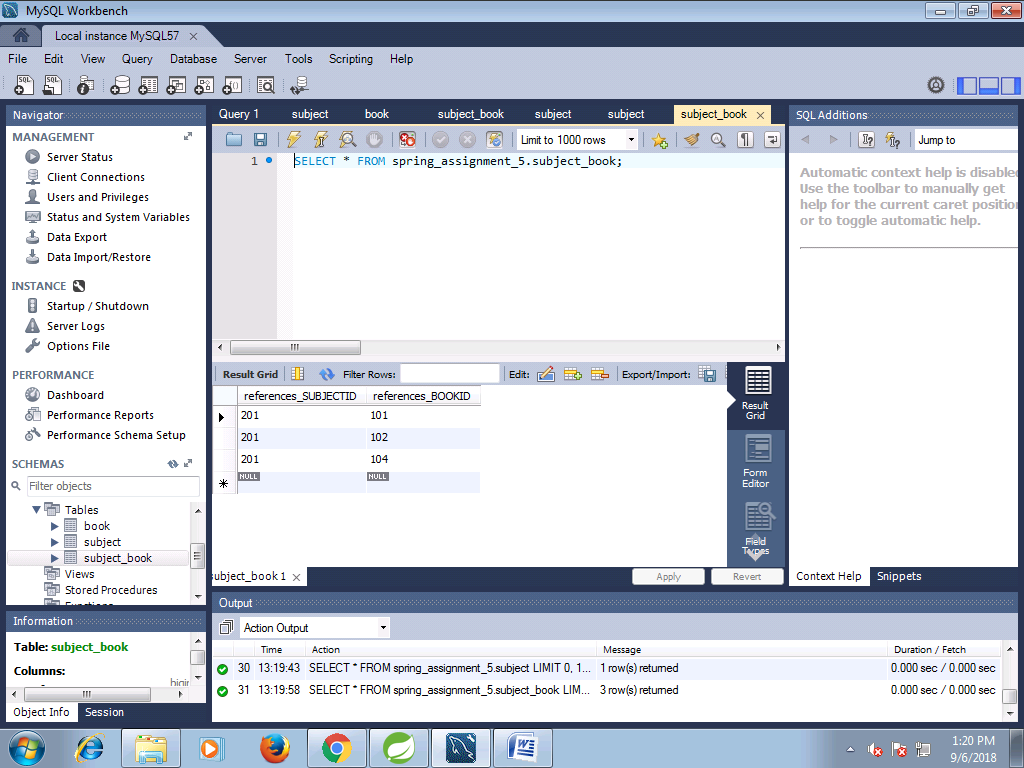 MySQL Workbench
Local instance MySQL57
File Edit View Query Database Server Tools Scripting Help
Navigator
MANAGEMENT
Server Status
Client Connections
Users and Privileges
Status and System Variables
Data Export
Data Import/Restore
INSTANCE
Startup / Shutdown
Server Logs
Options File
PERFORMANCE
Dashboard
Performance Reports
Performance Schema Setup
SCHEMAS
Filter objects
Tables
book
subject
subject_book
Views
Stored Procedures
Functions
Information
Table: subject_book
Columns:
Object Info Session
Query 1 subject book subject_book subject subject subject_book
Limit to 1000 rows
1 SELECT * FROM spring_assignment_5.subject_book;
Result Grid Filter Rows: Edit: Export/Import:
references_SUBJECTID references_BOOKID
201 101
201 102
201 104
NULL NULL
Result Grid
Form Editor
Field Types
subject_book 1
Apply Revert
SQL Additions
Jump to
Automatic context help is disabled.
Use the toolbar to manually get
help for the current caret position
or to toggle automatic help.
Context Help Snippets
Output
Action Output
Time Action Message Duration / Fetch
30 13:19:43 SELECT * FROM spring_assignment_5.subject LIMIT 0, 1... 1 row(s) returned 0.000 sec / 0.000 sec
31 13:19:58 SELECT * FROM spring_assignment_5.subject_book LIM... 3 row(s) returned 0.000 sec / 0.000 sec
1:20 PM
9/6/2018